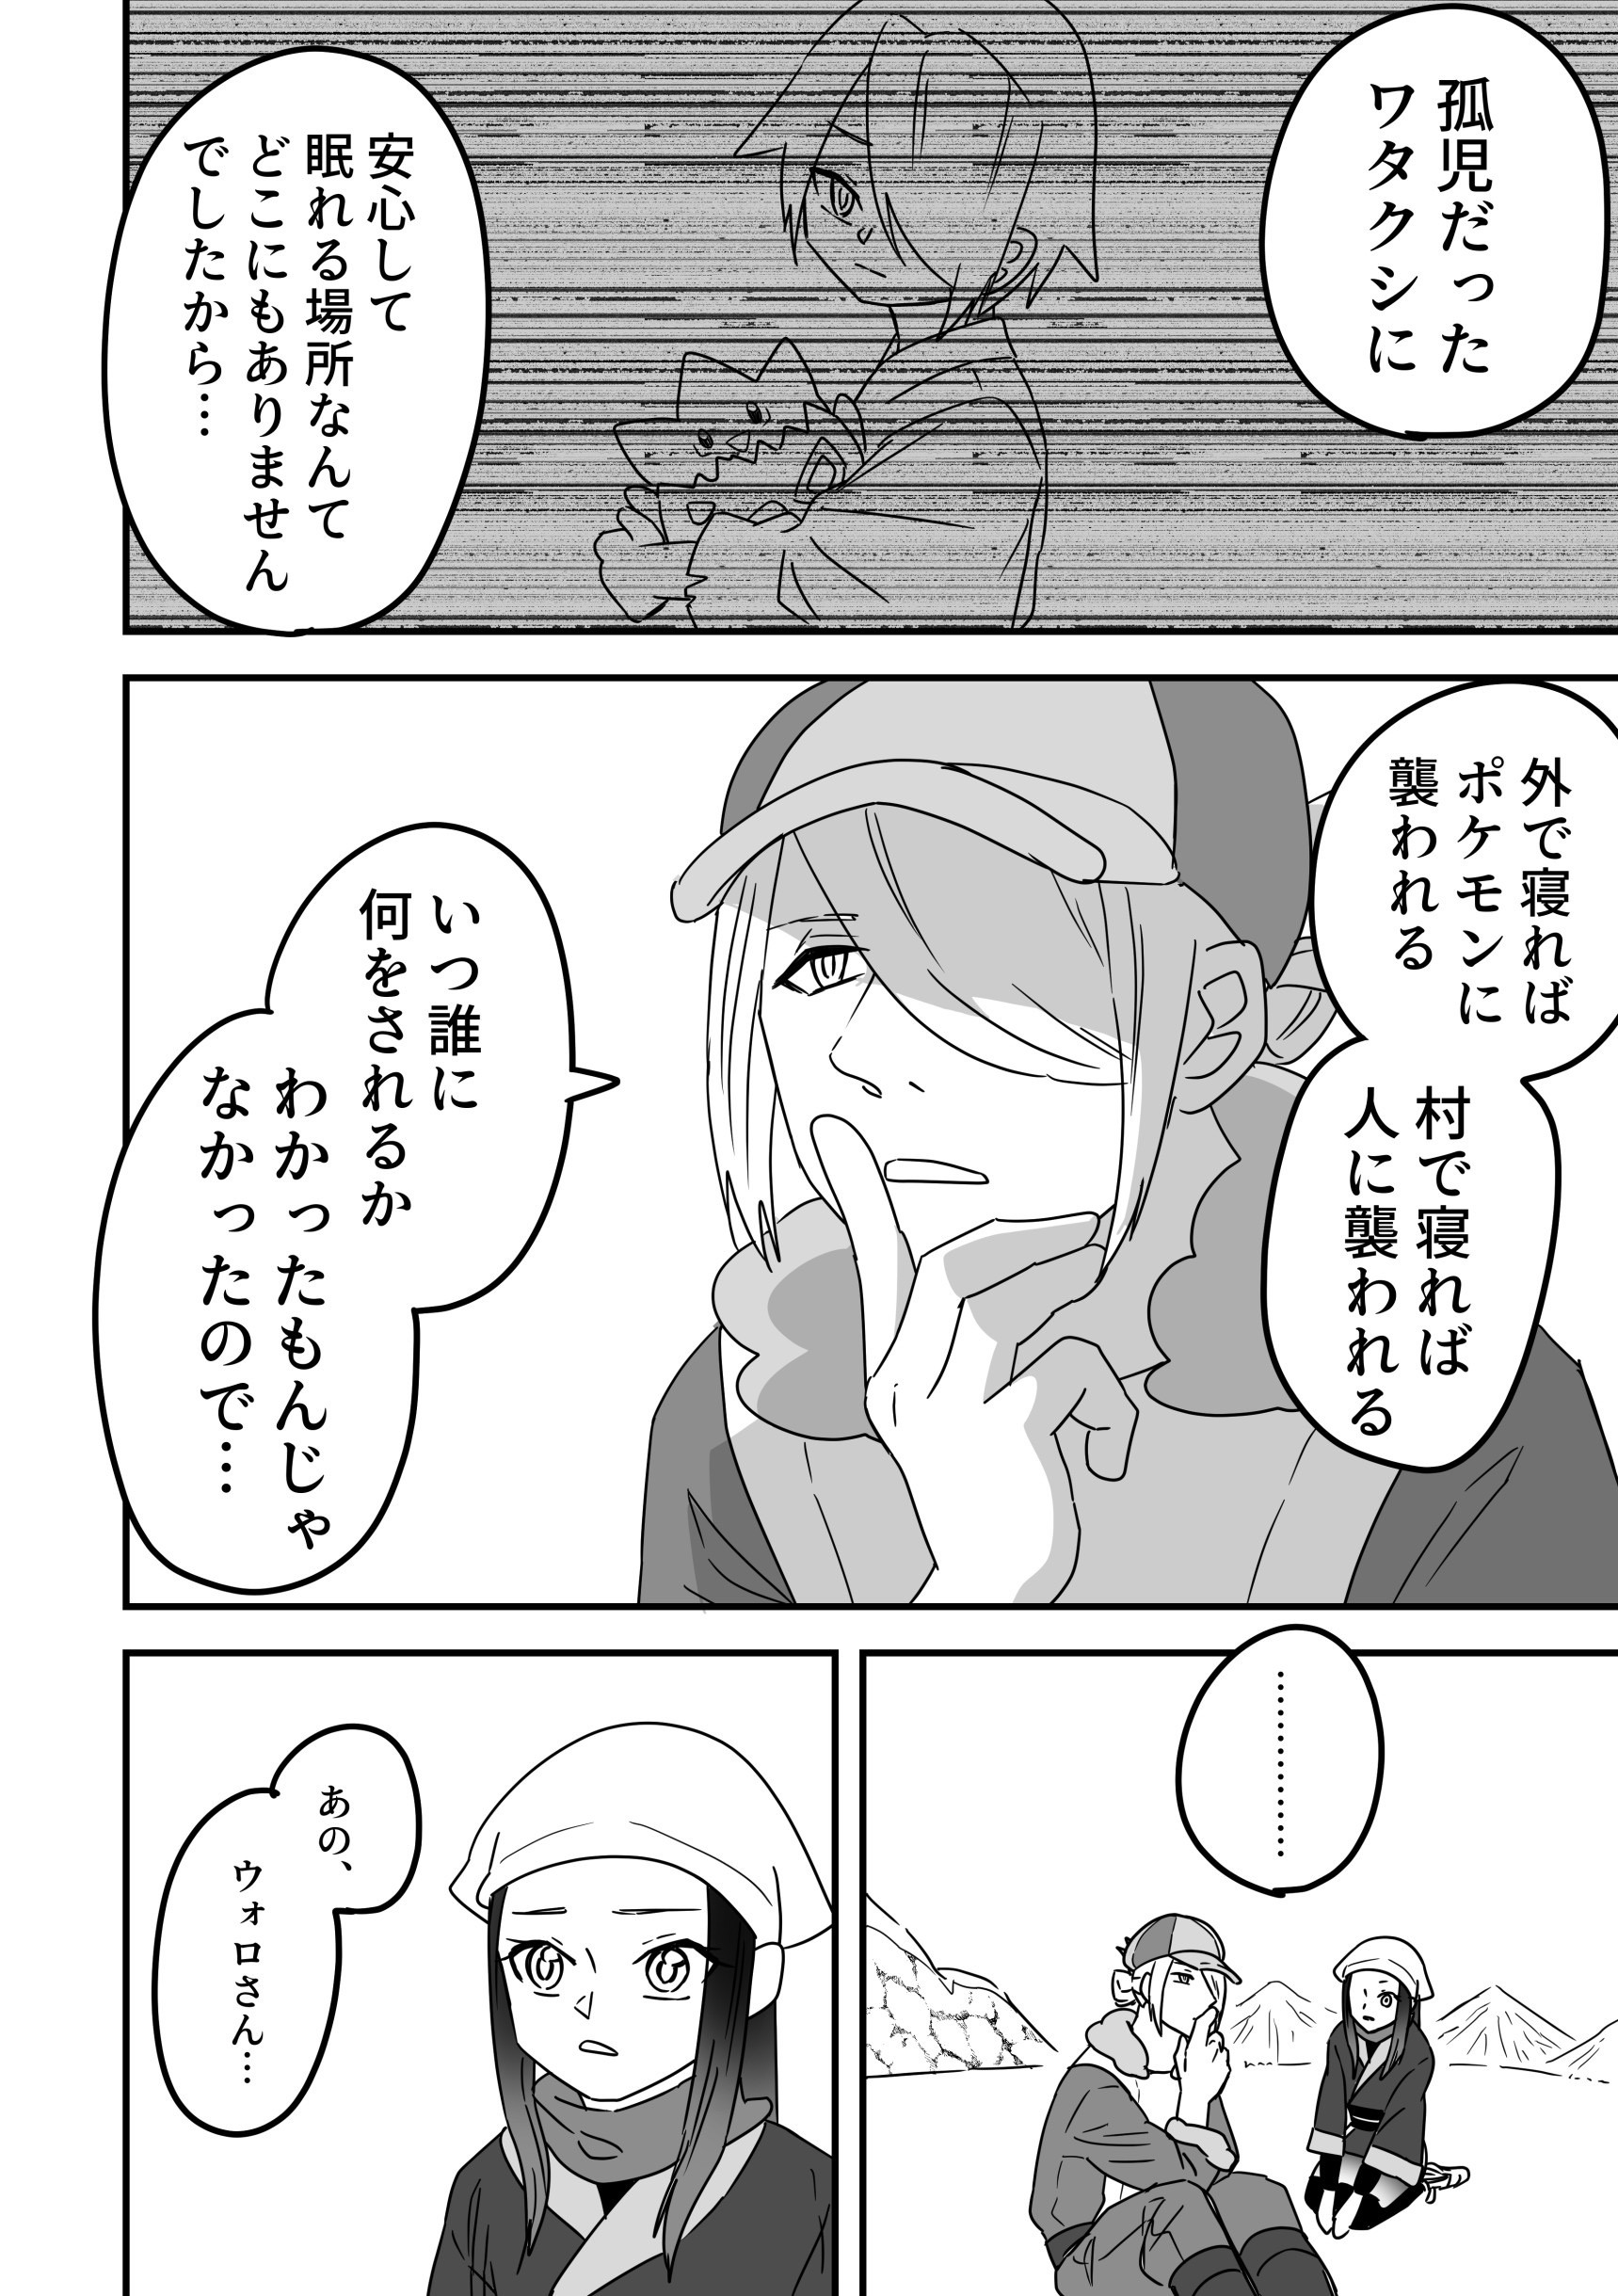 孤児だった
ワタクシに
安心して
眠れる場所なんて
どこにもありません
でしたから…
外で寝れば
ポケモンに
襲われる
村で寝れば
人に襲われる
いつ誰に
何をされるか
わかったもんじゃ
なかったので…
…………
あの、
ウォロさん…